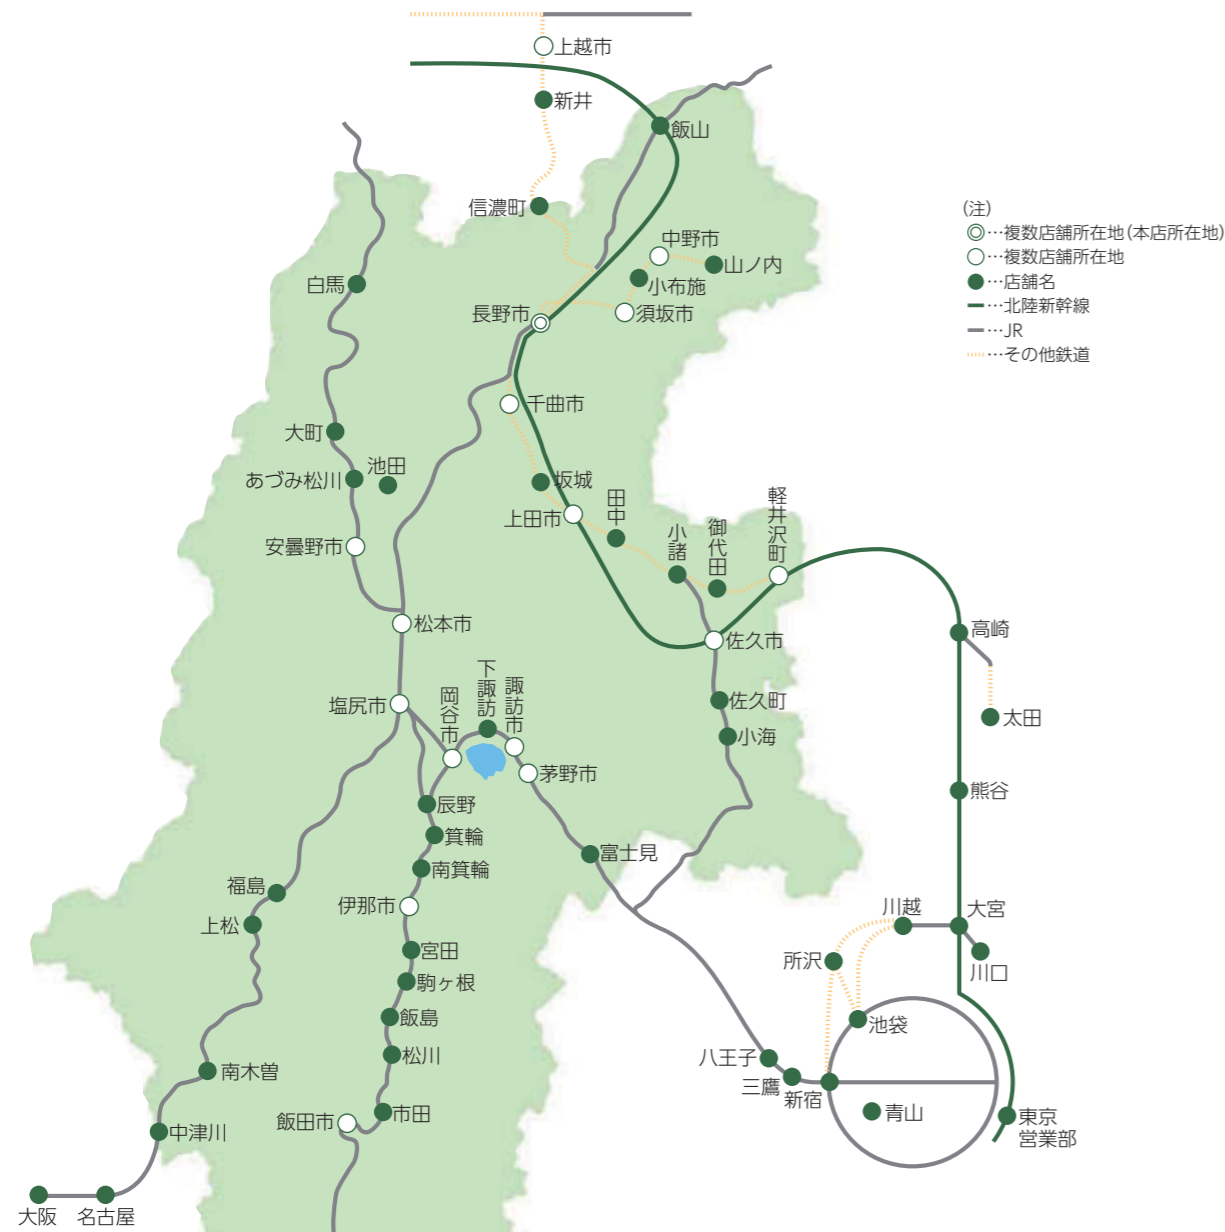 上越市
新井
飯山
信濃町
中野市
山ノ内
小布施
白馬
長野市
須坂市
(注)
◎…複数店舗所在地(本店所在地)
○…複数店舗所在地
●…店舗名
…北陸新幹線
…JR
…その他鉄道
千曲市
大町
池田
あづみ松川
坂城
田中
上田市
小諸
御代田
軽井沢町
安曇野市
松本市
佐久市
高崎
下諏訪
諏訪市
岡谷市
塩尻市
佐久町
小海
太田
茅野市
熊谷
辰野
箕輪
富士見
南箕輪
福島
伊那市
上松
川越
大宮
宮田
所沢
川口
駒ヶ根
飯島
池袋
松川
八王子
南木曽
三鷹
新宿
市田
飯田市
青山
東京
営業部
中津川
大阪
名古屋